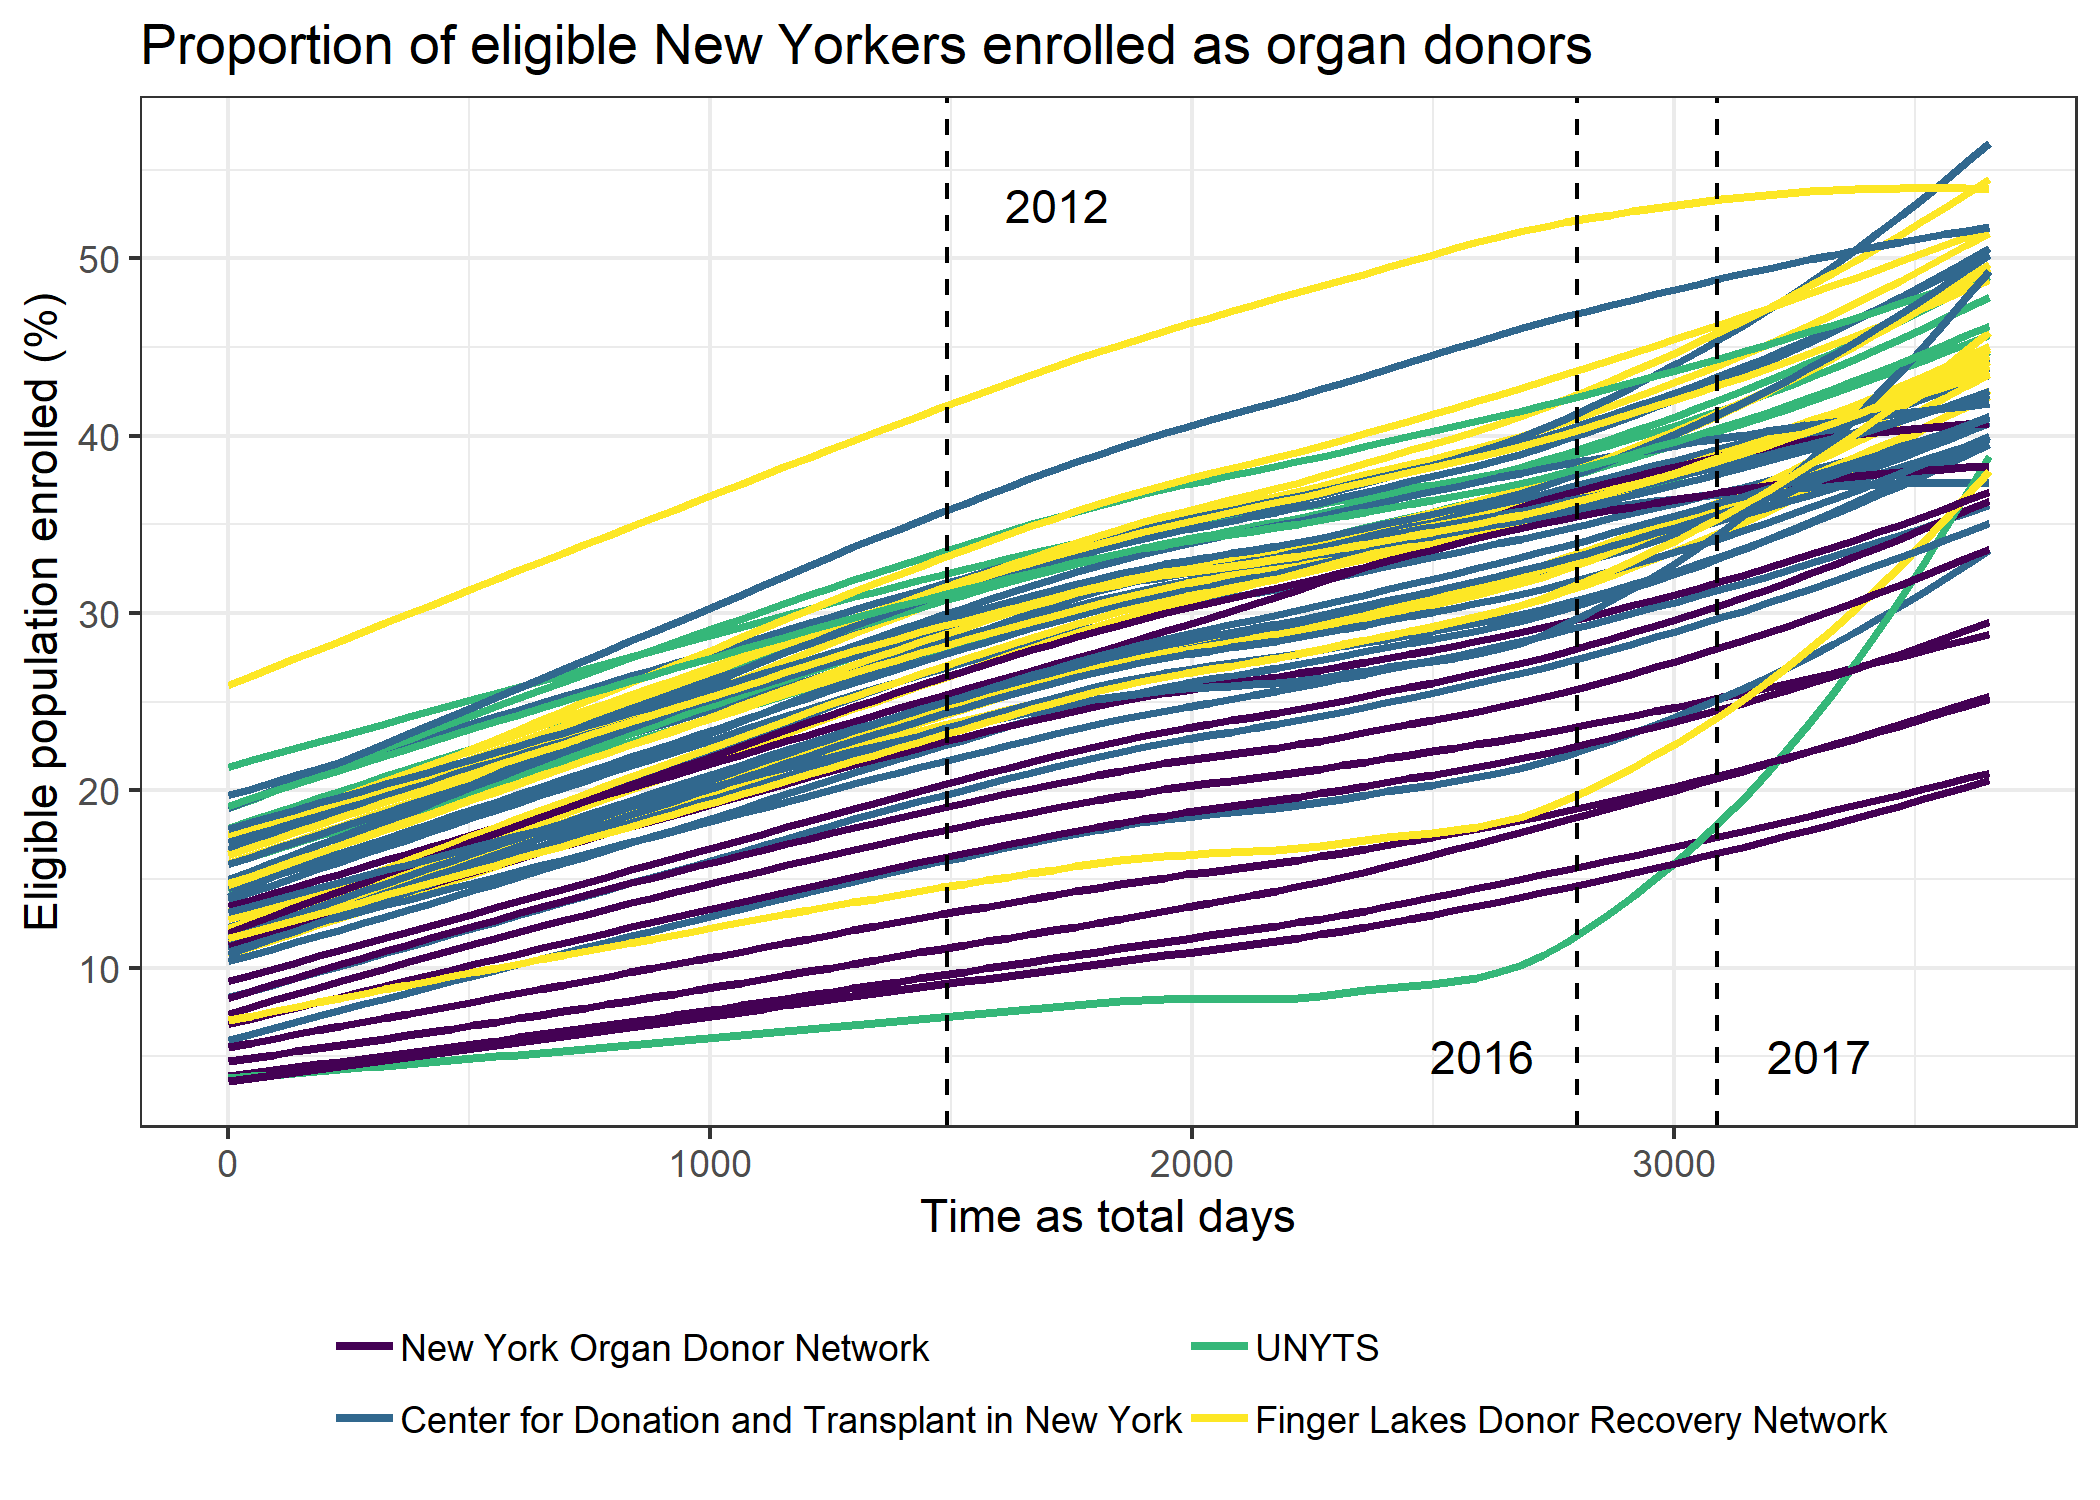 Proportion of eligible New Yorkers enrolled as organ donors
Eligible population enrolled (%)
50
40
30
20
10
2012
2016
2017
0
1000
2000
3000
Time as total days
New York Organ Donor Network
UNYTS
Center for Donation and Transplant in New York
Finger Lakes Donor Recovery Network